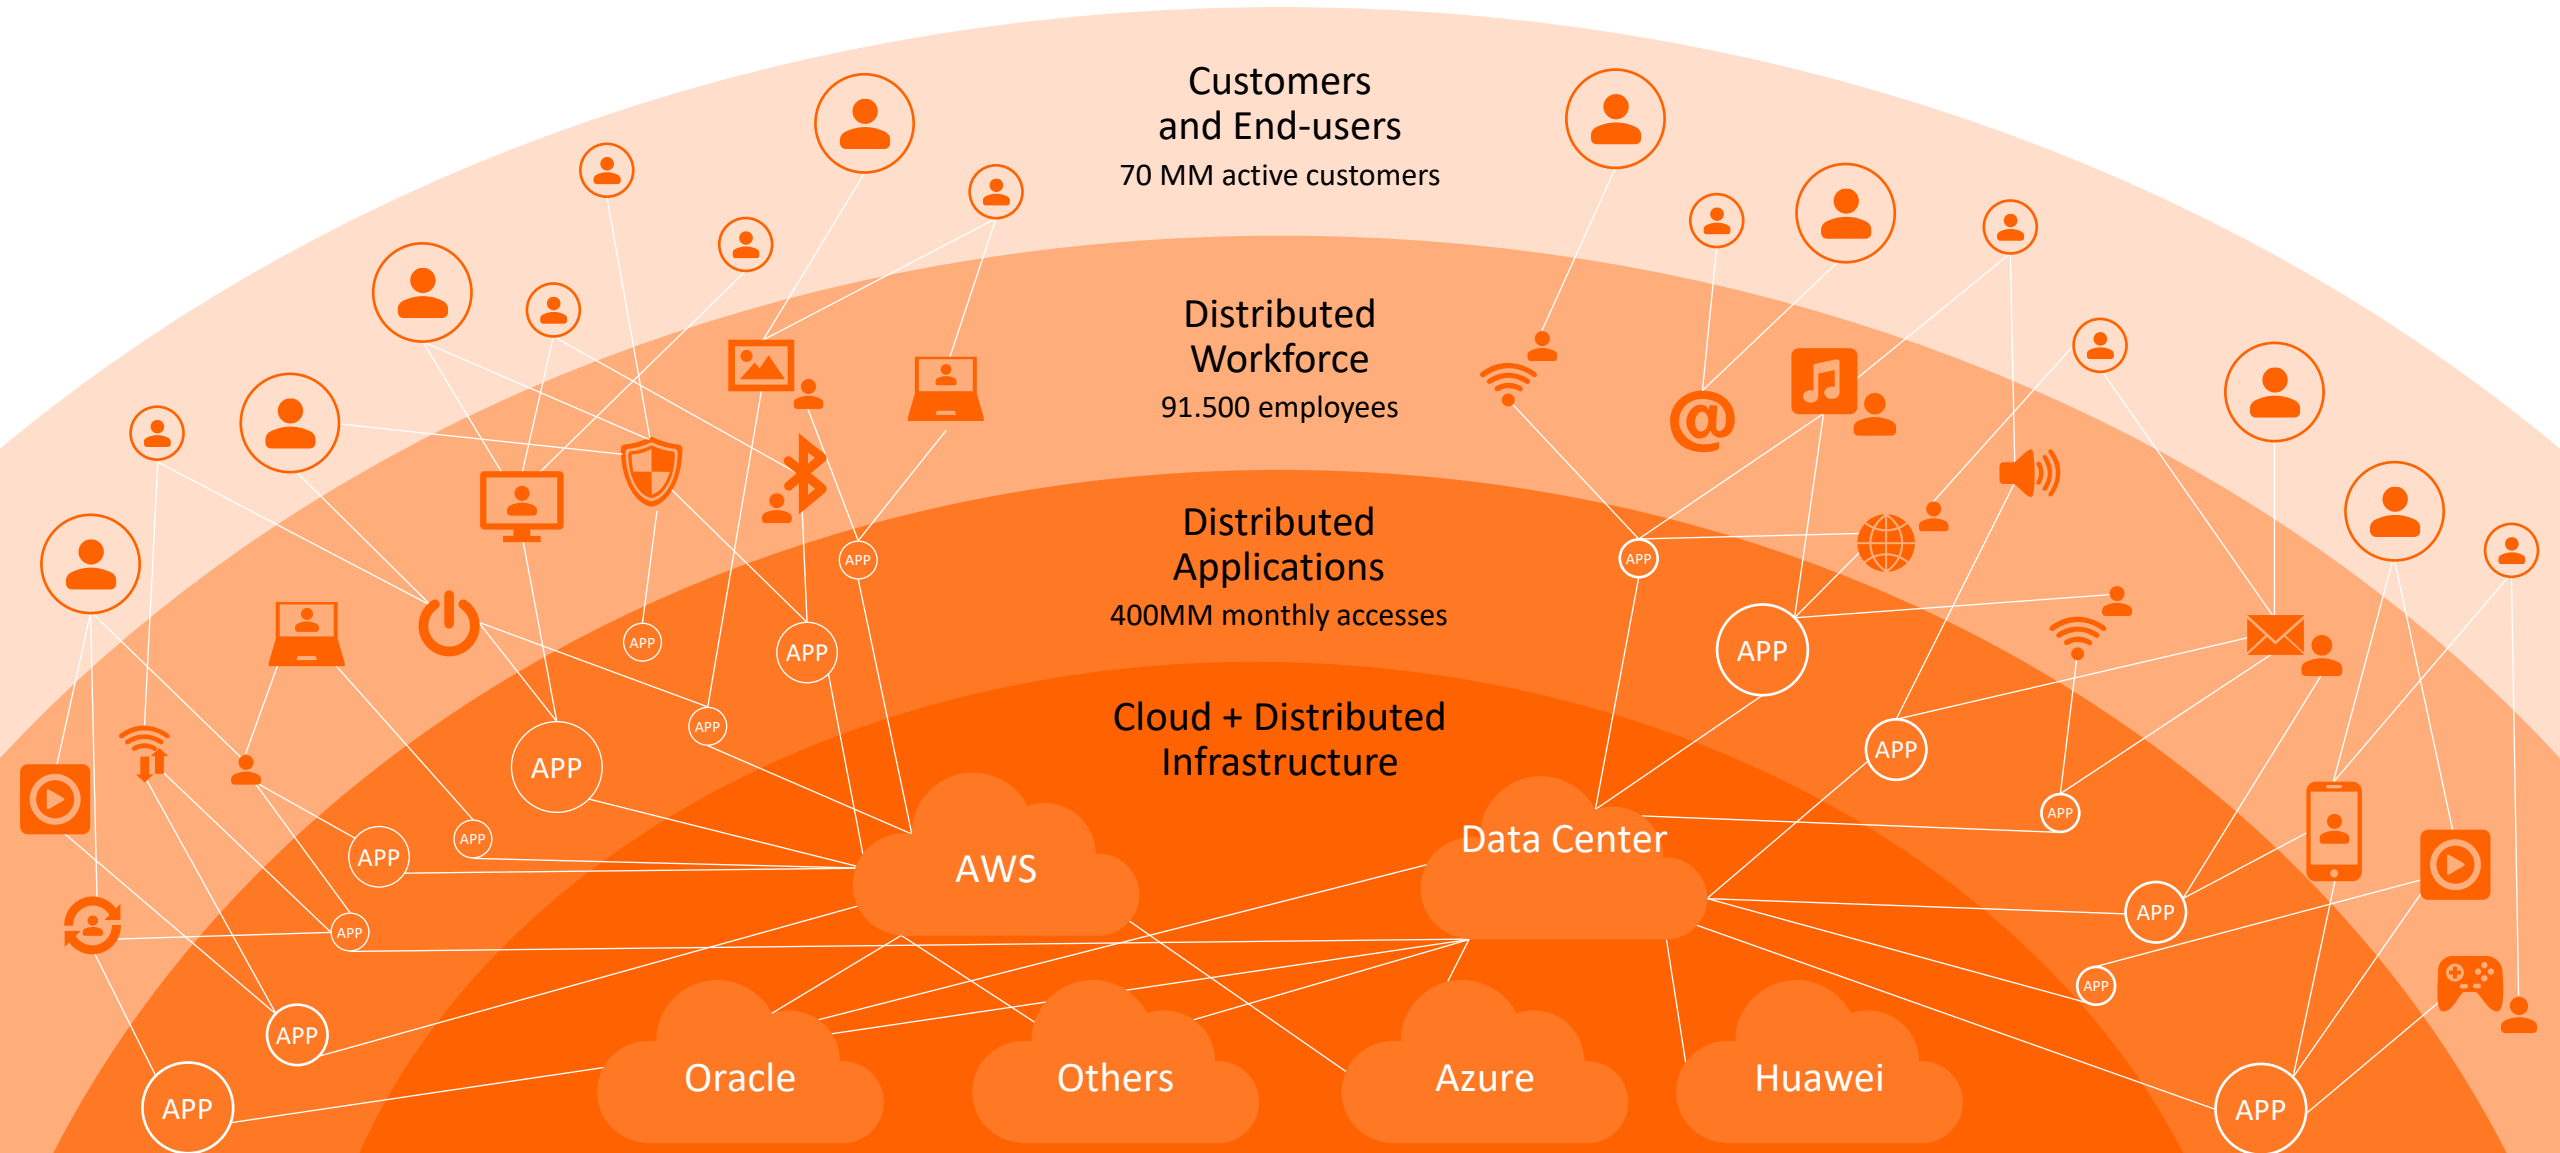 Customers
and End-users
70 MM active customers
Distributed
Workforce
91.500 employees
Distributed
Applications
400MM monthly accesses
APP
APP
APP
APP
APP
APP
Cloud + Distributed
Infrastructure
APP
APP
APP
APP
APP
APP
APP
AWS
Data Center
APP
APP
APP
APP
APP
Oracle
Others
Azure
Huawei
APP